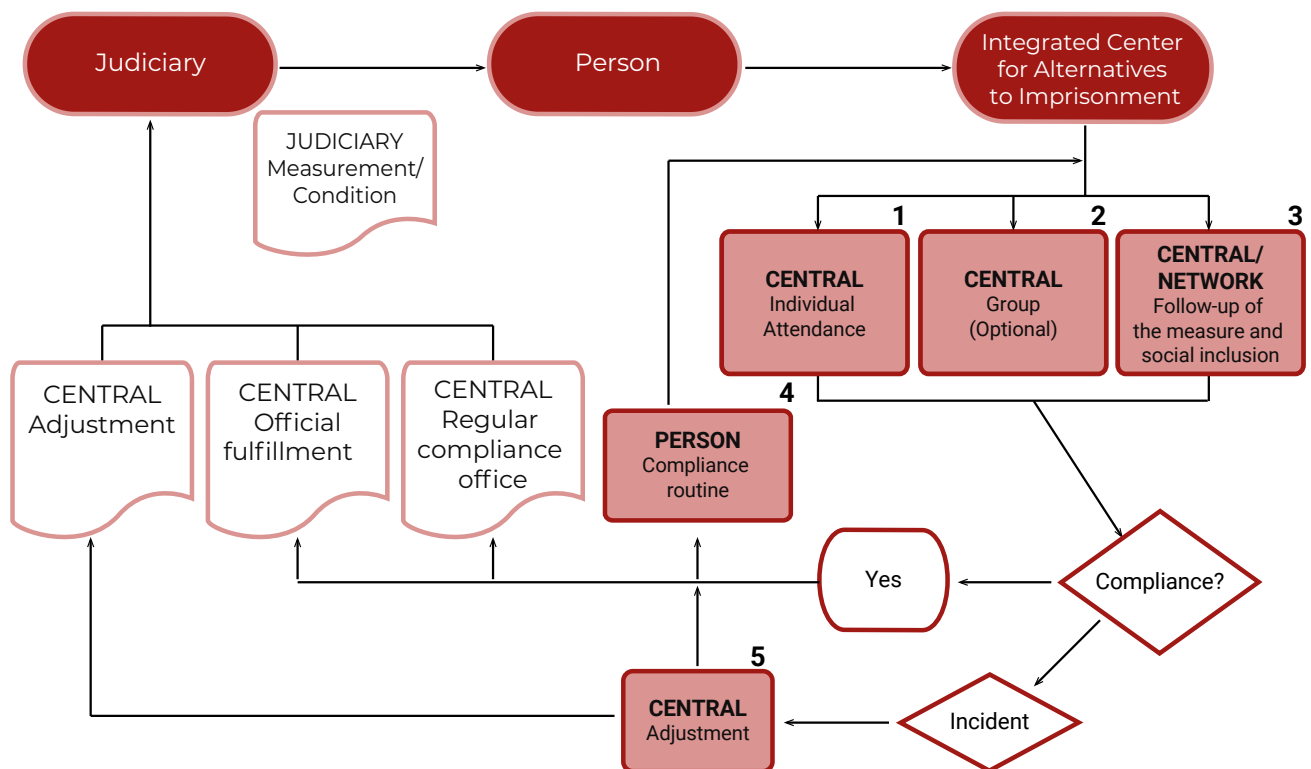 Judiciary
Person
Integrated Center
for Alternatives
to Imprisonment
JUDICIARY
Measurement/
Condition
1
CENTRAL
Individual
Attendance
2
CENTRAL
Group
(Optional)
3
CENTRAL/
NETWORK
Follow-up of
the measure and
social inclusion
CENTRAL
Adjustment
CENTRAL
Official
fulfillment
CENTRAL
Regular
compliance
office
4
PERSON
Compliance
routine
Yes
Compliance?
5
CENTRAL
Adjustment
Incident